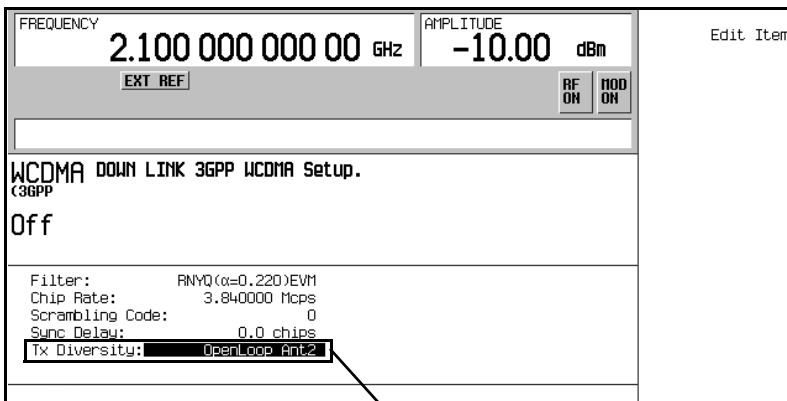 FREQUENCY
2.100 000 000 00 GHz
AMPLITUDE
-10.00 dBm
Edit Item
EXT REF
RF ON
MOD ON
WCDMA DOWN LINK 3GPP WCDMA Setup.
(3GPP
Off
Filter: RNYQ(α=0.220)EVM
Chip Rate: 3.840000 Mcps
Scrambling Code: 0
Sync Delay: 0.0 chips
Tx Diversity: OpenLoop Ant2